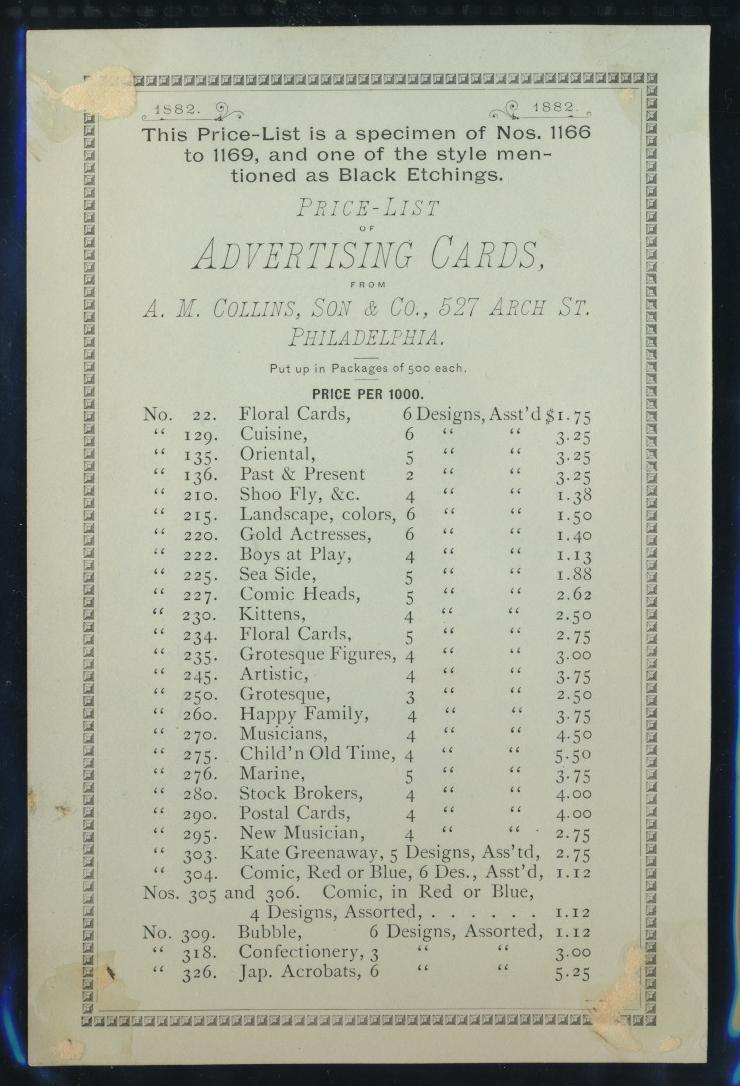 1882. 1882.
This Price-List is a specimen of Nos. 1166
to 1169, and one of the style men-
tioned as Black Etchings.
PRICE-LIST
OF
ADVERTISING CARDS,
FROM
A. M. COLLINS, SON & CO., 527 ARCH ST.
PHILADELPHIA.
Put up in Packages of 500 each.
PRICE PER 1000.
No. 22. Floral Cards, 6 Designs, Asst'd $1.75
“ 129. Cuisine, 6 “ “ 3.25
“ 135. Oriental, 5 “ “ 3.25
“ 136. Past & Present 2 “ “ 3.25
“ 210. Shoo Fly, &c. 4 “ “ 1.38
“ 215. Landscape, colors, 6 “ “ 1.50
“ 220. Gold Actresses, 6 “ “ 1.40
“ 222. Boys at Play, 4 “ “ 1.13
“ 225. Sea Side, 5 “ “ 1.88
“ 227. Comic Heads, 5 “ “ 2.62
“ 230. Kittens, 4 “ “ 2.50
“ 234. Floral Cards, 5 “ “ 2.75
“ 235. Grotesque Figures, 4 “ “ 3.00
“ 245. Artistic, 4 “ “ 3.75
“ 250. Grotesque, 3 “ “ 2.50
“ 260. Happy Family, 4 “ “ 3.75
“ 270. Musicians, 4 “ “ 4.50
“ 275. Child'n Old Time, 4 “ “ 5.50
“ 276. Marine, 5 “ “ 3.75
“ 280. Stock Brokers, 4 “ “ 4.00
“ 290. Postal Cards, 4 “ “ 4.00
“ 295. New Musician, 4 “ “ 2.75
“ 303. Kate Greenaway, 5 Designs, Ass'td, 2.75
“ 304. Comic, Red or Blue, 6 Des., Asst'd, 1.12
Nos. 305 and 306. Comic, in Red or Blue,
4 Designs, Assorted, . . . . . . 1.12
No. 309. Bubble, 6 Designs, Assorted, 1.12
“ 318. Confectionery, 3 “ “ 3.00
“ 326. Jap. Acrobats, 6 “ “ 5.25